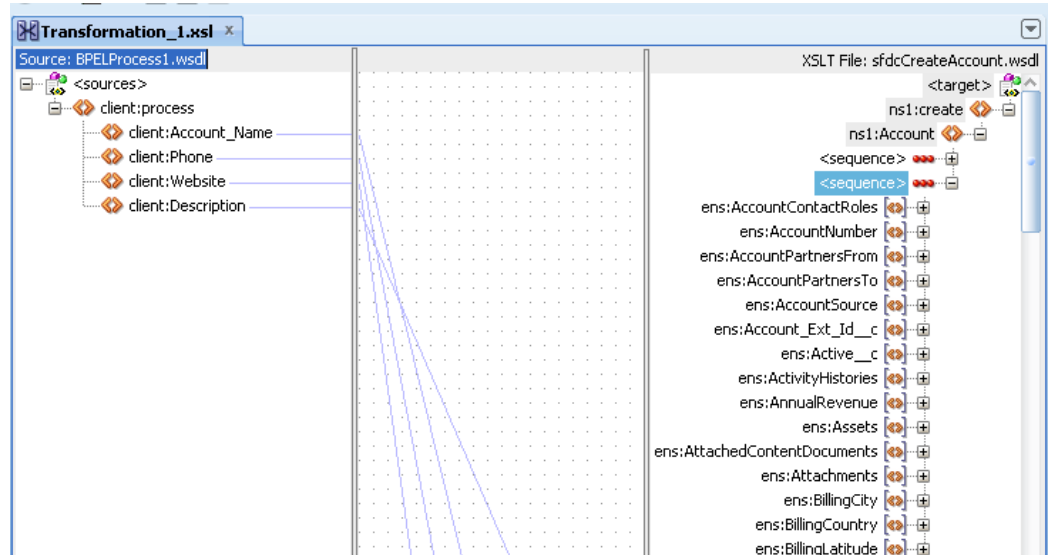 Transformation_1.xsl x
Source: BPELProcess1.wsdl
XSLT File: sfdcCreateAccount.wsdl
<sources>
client:process
client:Account_Name
client:Phone
client:Website
client:Description
<target>
ns1:create
ns1:Account
<sequence>
<sequence>
ens:AccountContactRoles
ens:AccountNumber
ens:AccountPartnersFrom
ens:AccountPartnersTo
ens:AccountSource
ens:Account_Ext_Id__c
ens:Active__c
ens:ActivityHistories
ens:AnnualRevenue
ens:Assets
ens:AttachedContentDocuments
ens:Attachments
ens:BillingCity
ens:BillingCountry
ens:BillingLatitude